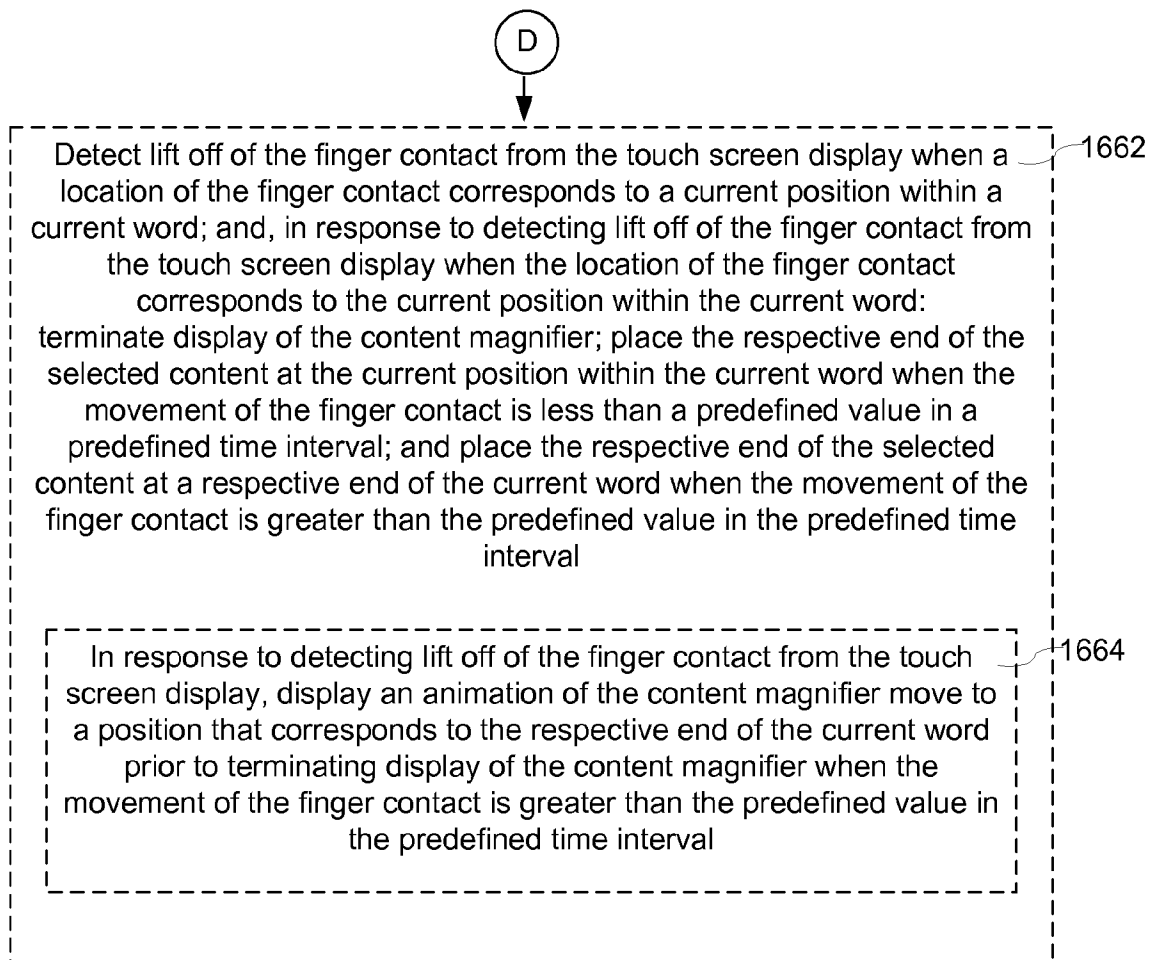 D
Detect lift off of the finger contact from the touch screen display when a
1662
location of the finger contact corresponds to a current position within a
current word; and, in response to detecting lift off of the finger contact from
the touch screen display when the location of the finger contact
corresponds to the current position within the current word:
terminate display of the content magnifier; place the respective end of the
selected content at the current position within the current word when the
movement of the finger contact is less than a predefined value in a
predefined time interval; and place the respective end of the selected
content at a respective end of the current word when the movement of the
finger contact is greater than the predefined value in the predefined time
interval
In response to detecting lift off of the finger contact from the touch
1664
screen display, display an animation of the content magnifier move to
a position that corresponds to the respective end of the current word
prior to terminating display of the content magnifier when the
movement of the finger contact is greater than the predefined value in
the predefined time interval